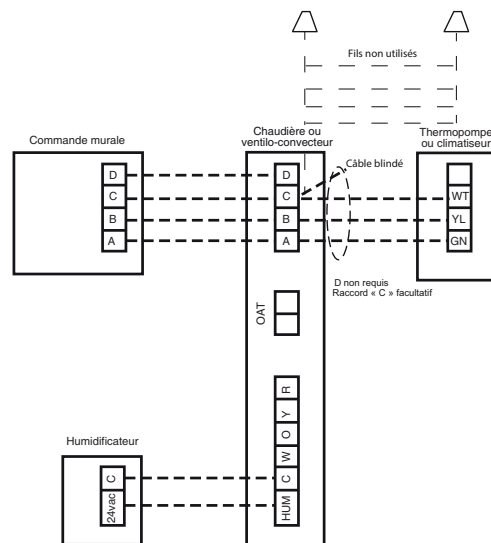 Fils non utilisés
Commande murale
Chaudière ou
ventilo-convecteur
Thermopompe
ou climatiseur
Câble blindé
D
C
B
A
D
C
B
A
WT
YL
GN
D non requis
Raccord « C » facultatif
OAT
R
Y
O
W
C
HUM
Humidificateur
C
24vac